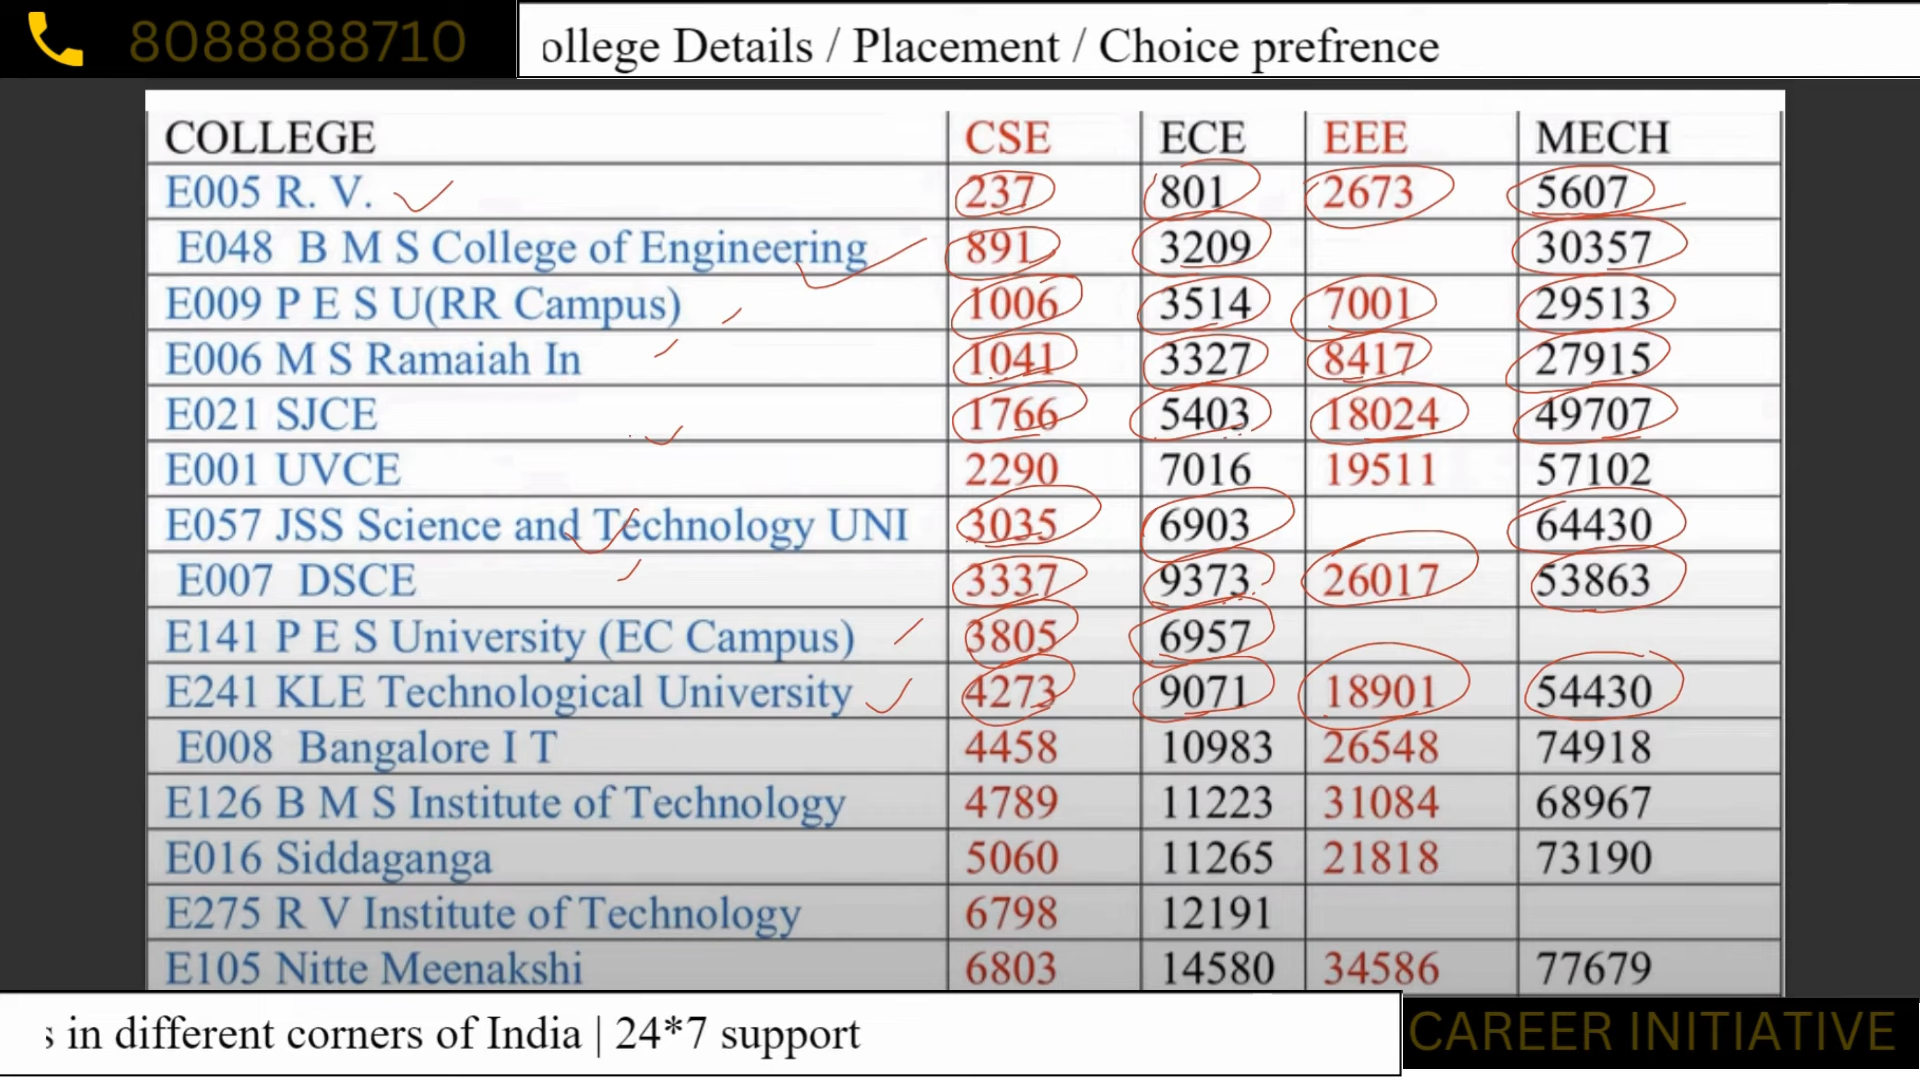 8088888710
ollege Details / Placement / Choice prefrence
COLLEGE CSE ECE EEE MECH
E005 R. V. 237 801 2673 5607
E048 B M S College of Engineering 891 3209 30357
E009 P E S U(RR Campus) 1006 3514 7001 29513
E006 M S Ramaiah In 1041 3327 8417 27915
E021 SJCE 1766 5403 18024 49707
E001 UVCE 2290 7016 19511 57102
E057 JSS Science and Technology UNI 3035 6903 64430
E007 DSCE 3337 9373 26017 53863
E141 P E S University (EC Campus) 3805 6957
E241 KLE Technological University 4273 9071 18901 54430
E008 Bangalore I T 4458 10983 26548 74918
E126 B M S Institute of Technology 4789 11223 31084 68967
E016 Siddaganga 5060 11265 21818 73190
E275 R V Institute of Technology 6798 12191
E105 Nitte Meenakshi 6803 14580 34586 77679
s in different corners of India | 24*7 support
CAREER INITIATIVE